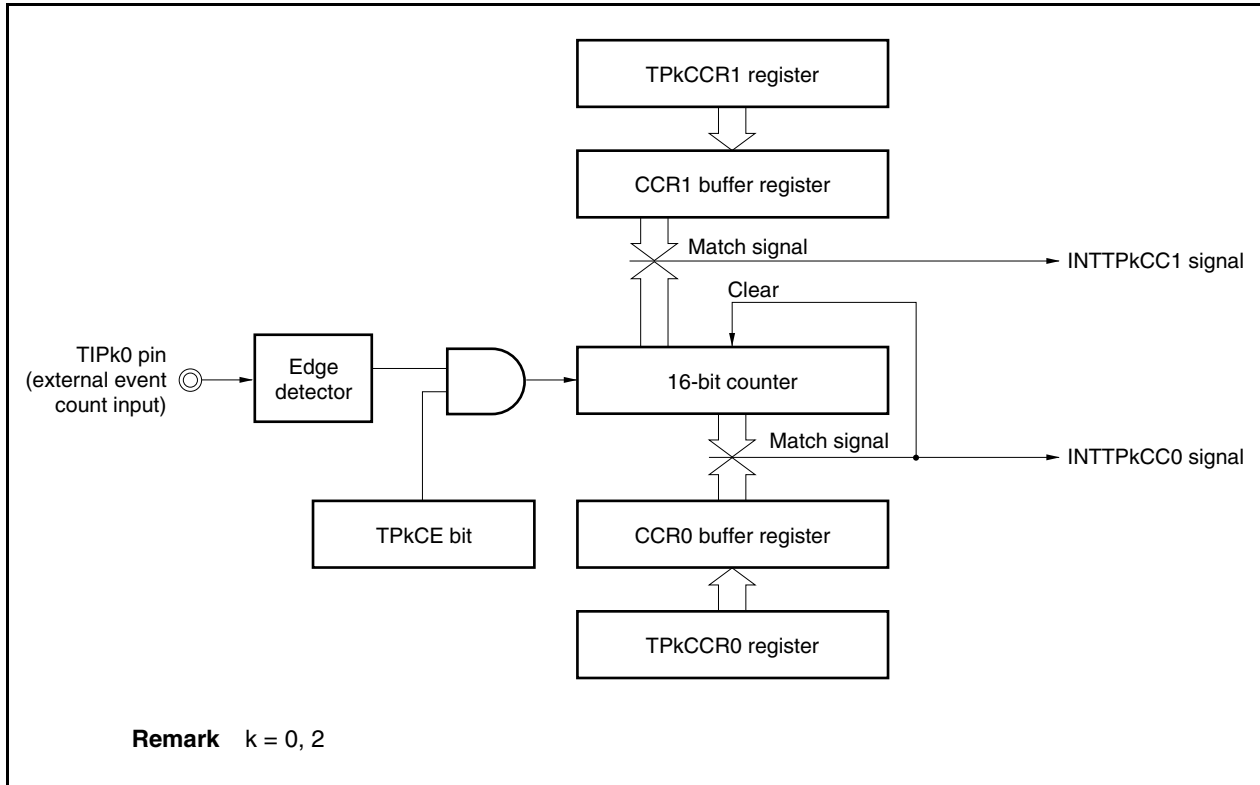 TPkCCR1 register
CCR1 buffer register
Match signal
INTTPkCC1 signal
Clear
TIPk0 pin
(external event
count input)
Edge
detector
16-bit counter
Match signal
INTTPkCC0 signal
TPkCE bit
CCR0 buffer register
TPkCCR0 register
Remark k = 0, 2